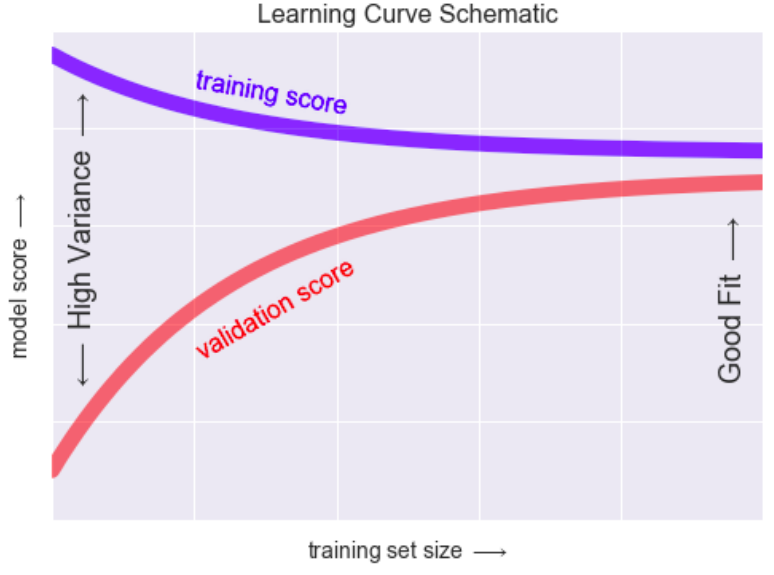 Learning Curve Schematic
training score
← High Variance →
model score →
validation score
Good Fit →
training set size →